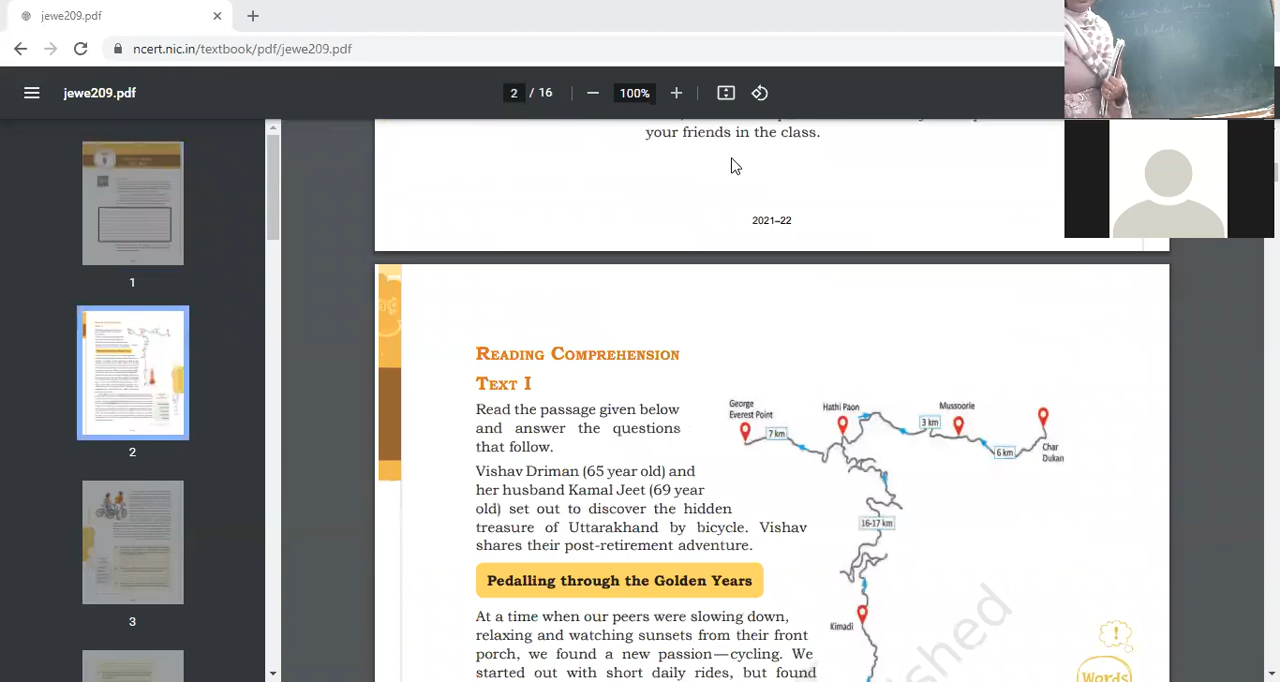 jewe209.pdf
ncert.nic.in/textbook/pdf/jewe209.pdf
jewe209.pdf
2 / 16
100%
1
2
3
your friends in the class.
2021–22
READING COMPREHENSION
TEXT I
Read the passage given below
and answer the questions
that follow.
Vishav Driman (65 year old) and
her husband Kamal Jeet (69 year
old) set out to discover the hidden
treasure of Uttarakhand by bicycle. Vishav
shares their post-retirement adventure.
Pedalling through the Golden Years
At a time when our peers were slowing down,
relaxing and watching sunsets from their front
porch, we found a new passion—cycling. We
started out with short daily rides, but found
George
Everest Point
7 km
Hathi Paon
3 km
Mussoorie
6 km
Char
Dukan
16-17 km
Kimadi
!
Words